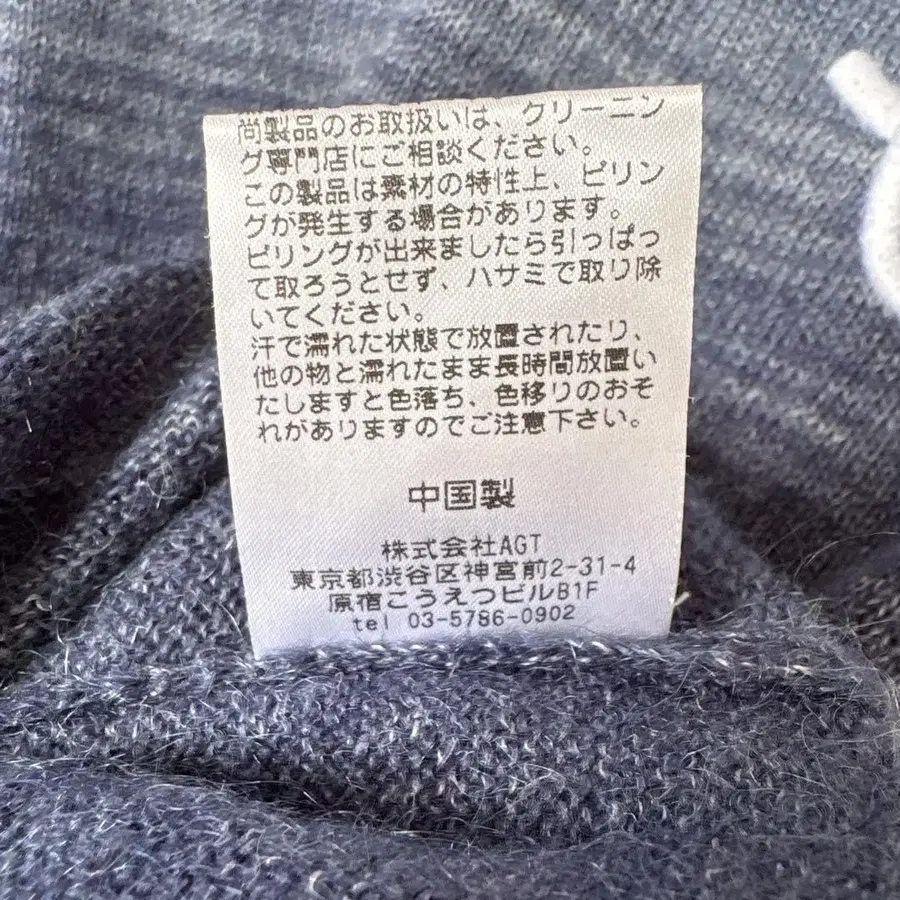 尚製品のお取扱いは、クリーニン
グ専門店にご相談ください。
この製品は素材の特性上、ピリン
グが発生する場合があります。
ピリングが出来ましたら引っぱっ
て取ろうとせず、ハサミで取り除
いてください。
汗で濡れた状態で放置されたり、
他の物と濡れたまま長時間放置い
たしますと色落ち、色移りのおそ
れがありますのでご注意下さい。
中国製
株式会社AGT
東京都渋谷区神宮前2-31-4
原宿こうえつビルB1F
tel 03-5786-0902